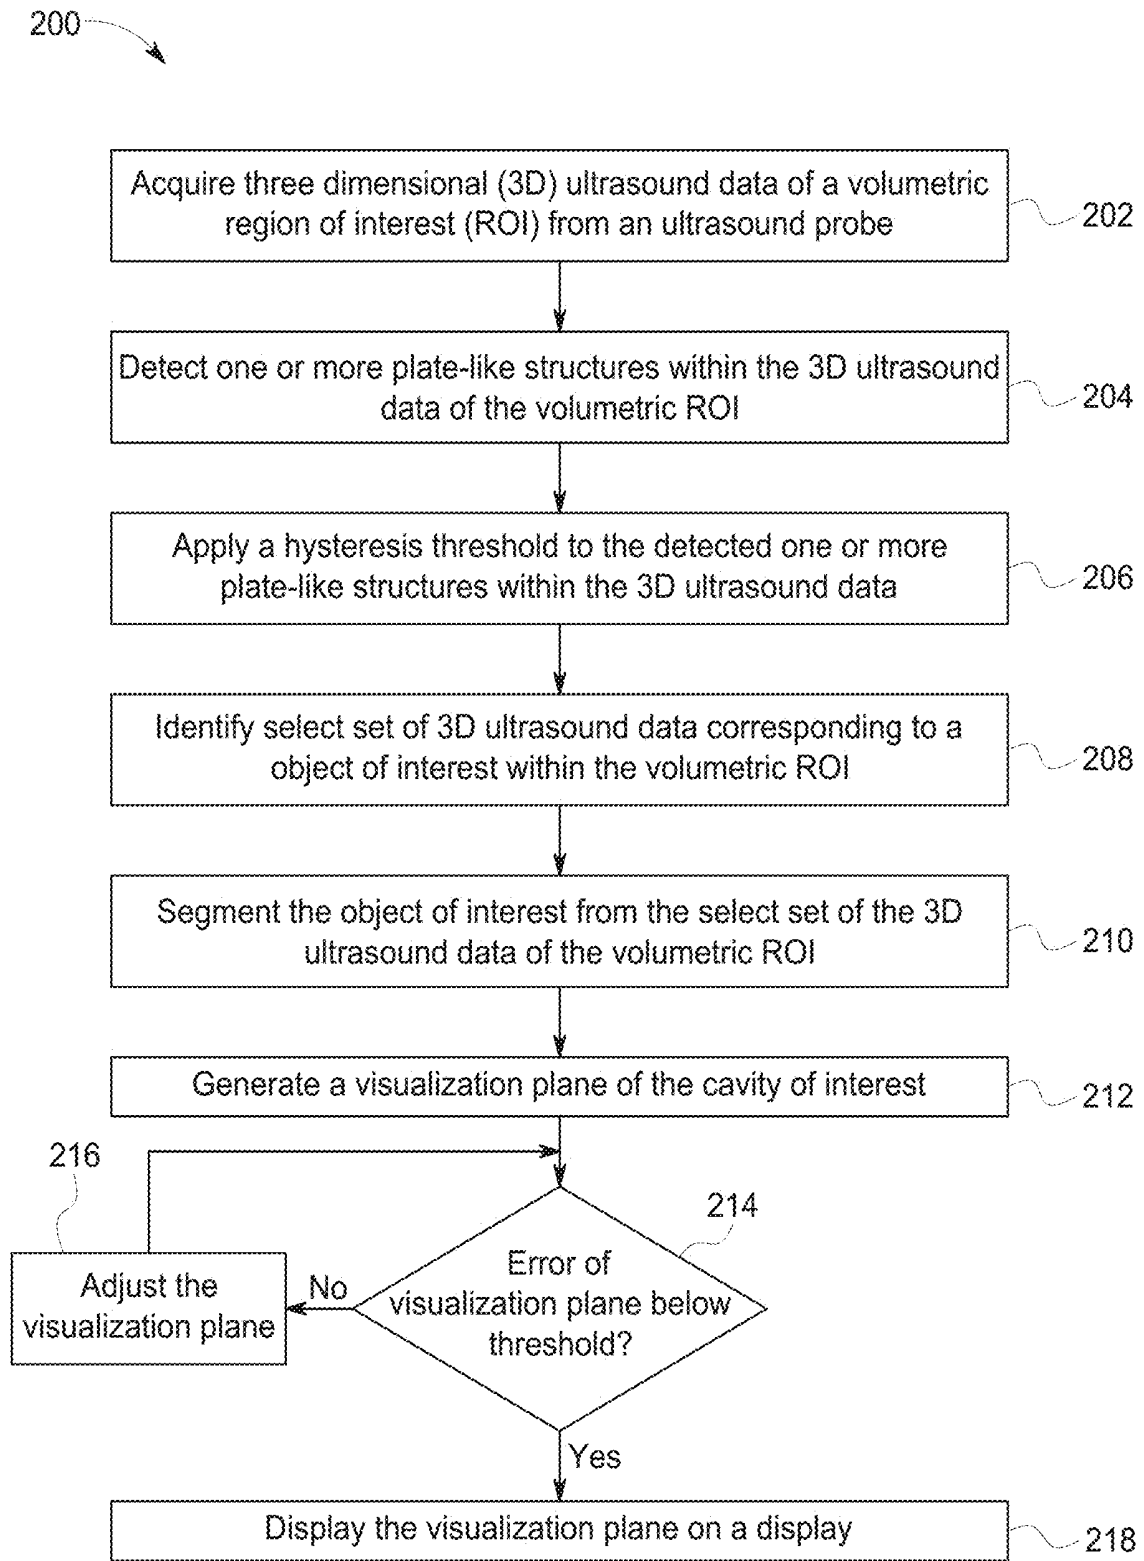 200
Acquire three dimensional (3D) ultrasound data of a volumetric
region of interest (ROI) from an ultrasound probe
202
Detect one or more plate-like structures within the 3D ultrasound
data of the volumetric ROI
204
Apply a hysteresis threshold to the detected one or more
plate-like structures within the 3D ultrasound data
206
Identify select set of 3D ultrasound data corresponding to a
object of interest within the volumetric ROI
208
Segment the object of interest from the select set of the 3D
ultrasound data of the volumetric ROI
210
Generate a visualization plane of the cavity of interest
212
216
214
Adjust the
visualization plane
No
Error of
visualization plane below
threshold?
Yes
Display the visualization plane on a display
218